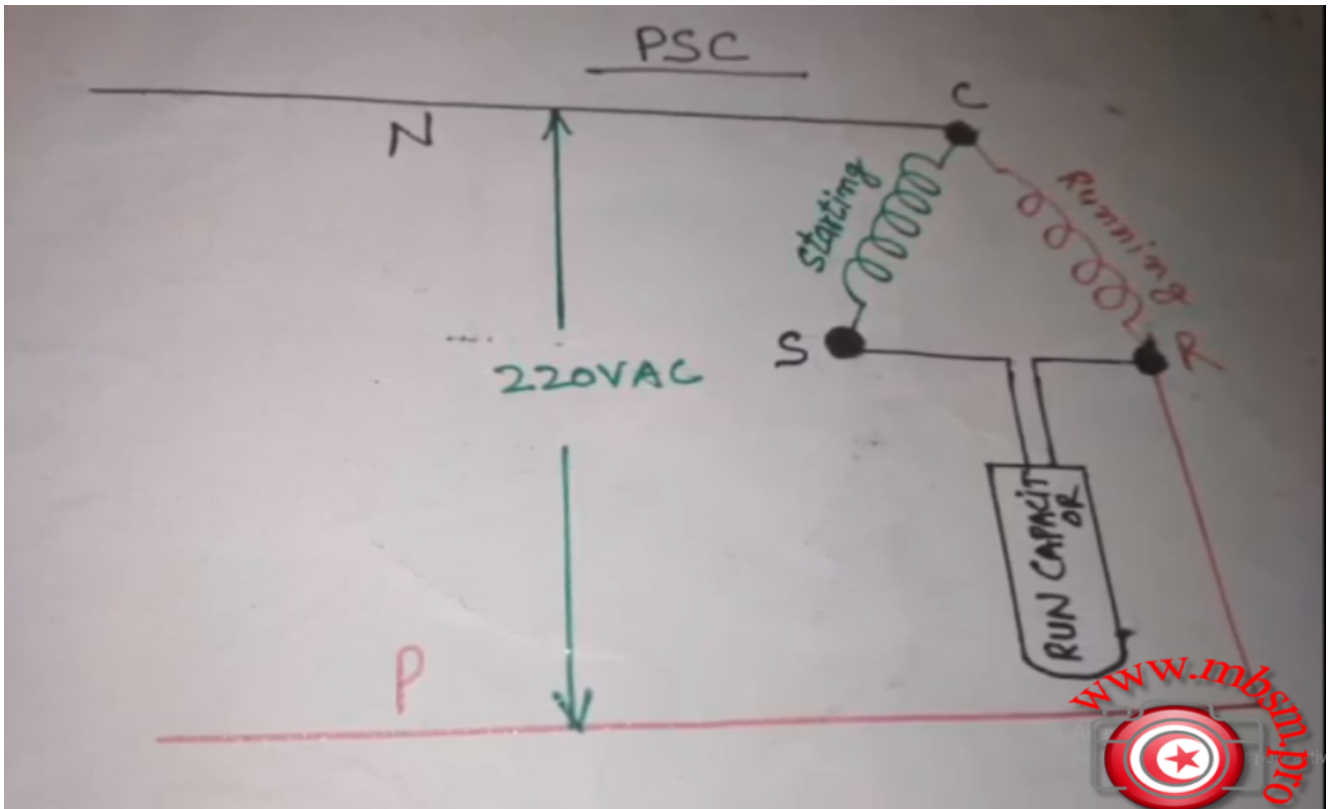 PSC
C
N
Starting
Running
S
R
220VAC
RUN CAPACIT
OR
P
www.mbsm.pro